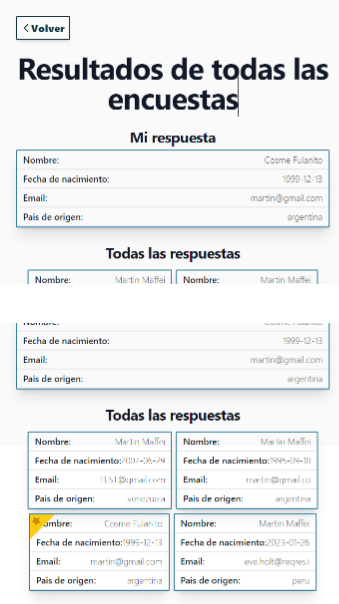 Volver
Resultados de todas las
encuestas
Mi respuesta
Nombre: Cosme Fulanito
Fecha de nacimiento: 1999-12-13
Email: martin@gmail.com
Pais de origen: argentina
Todas las respuestas
Nombre: Martin Maffei Nombre: Martin Maffei
Nombre: Cosme Fulanito
Fecha de nacimiento: 1999-12-13
Email: martin@gmail.com
Pais de origen: argentina
Todas las respuestas
Nombre: Martin Maffei
Fecha de nacimiento:2007-06-29
Email: TEST@gmail.com
Pais de origen: venezuela
Nombre: Martin Maffei
Fecha de nacimiento:1995-09-18
Email: martin@gmail.co
Pais de origen: argentina
ombre: Cosme Fulanito
Fecha de nacimiento:1999-12-13
Email: martin@gmail.com
Pais de origen: argentina
Nombre: Martin Maffei
Fecha de nacimiento:2023-01-26
Email: eve.holt@reqres.i
Pais de origen: peru